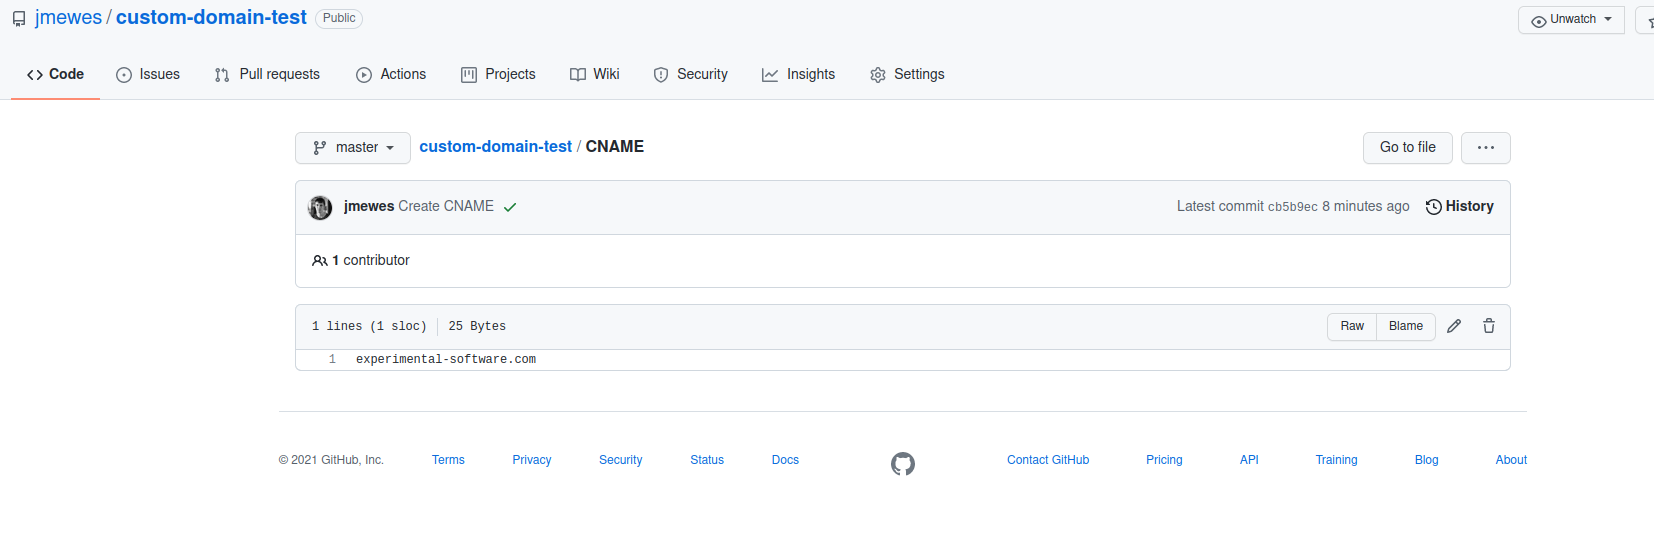 jmewes / custom-domain-test Public Unwatch
Code Issues Pull requests Actions Projects Wiki Security Insights Settings
master custom-domain-test / CNAME Go to file ...
jmewes Create CNAME Latest commit cb5b9ec 8 minutes ago History
1 contributor
1 lines (1 sloc) 25 Bytes Raw Blame
1 experimental-software.com
© 2021 GitHub, Inc. Terms Privacy Security Status Docs Contact GitHub Pricing API Training Blog About